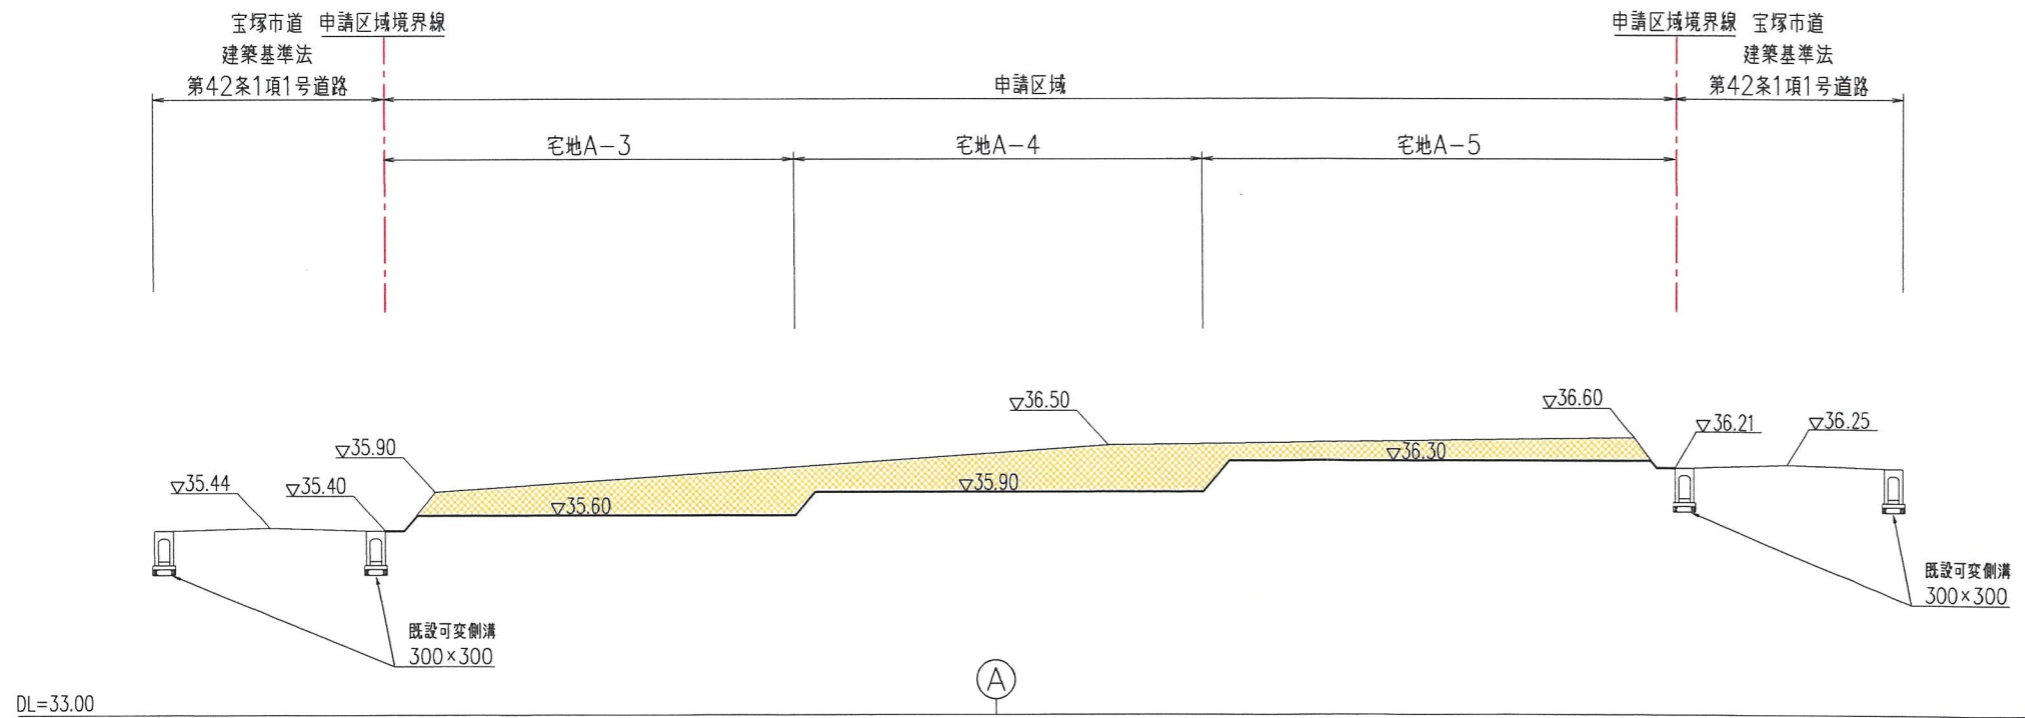 宝塚市道 申請区域境界線
建築基準法
第42条1項1号道路
申請区域境界線 宝塚市道
建築基準法
第42条1項1号道路
申請区域
宅地A-3
宅地A-4
宅地A-5
▽36.50
▽36.60
▽36.21
▽36.25
▽35.90
▽36.30
▽35.44
▽35.40
▽35.60
▽35.90
既設可変側溝
300×300
既設可変側溝
300×300
A
DL=33.00